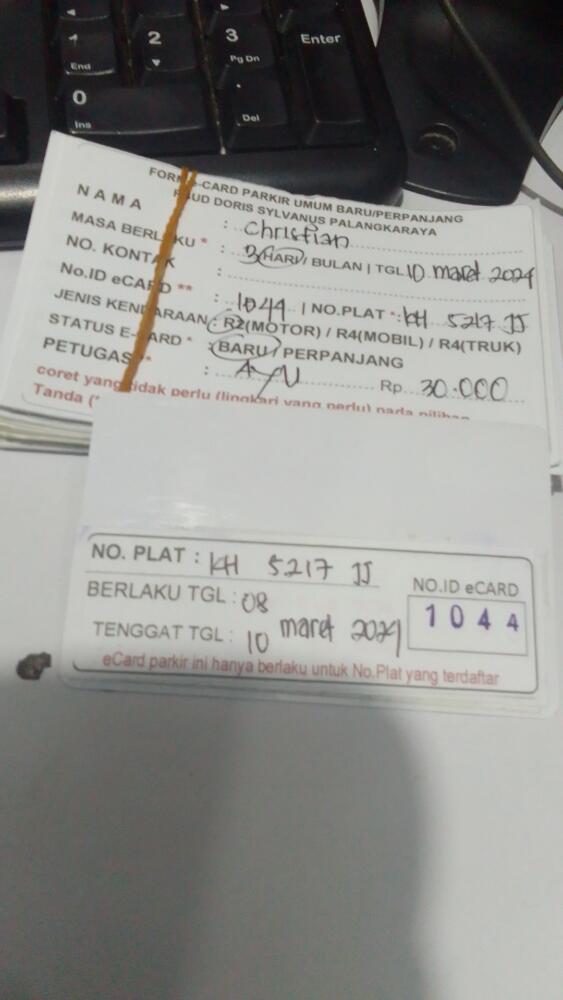 1
End
2
3
Pg Dn
Enter
0
Ins
.
Del
FORM e-CARD PARKIR UMUM BARU/PERPANJANG
RSUD DORIS SYLVANUS PALANGKARAYA
NAMA : Christian
MASA BERLAKU * : 3 HARI / BULAN | TGL 10 maret 2024
NO. KONTAK :
No.ID eCARD ** : 1044 | NO.PLAT * : KH 5217 JJ
JENIS KENDARAAN : R2(MOTOR) / R4(MOBIL) / R4(TRUK)
STATUS E-CARD * : BARU / PERPANJANG
PETUGAS ** : Rp. 30.000
coret yang tidak perlu (lingkari yang perlu) pada pilihan
Tanda (
NO. PLAT : KH 5217 JJ
BERLAKU TGL : 08
TENGGAT TGL : 10 maret 2024
NO.ID eCARD
1044
eCard parkir ini hanya berlaku untuk No.Plat yang terdaftar